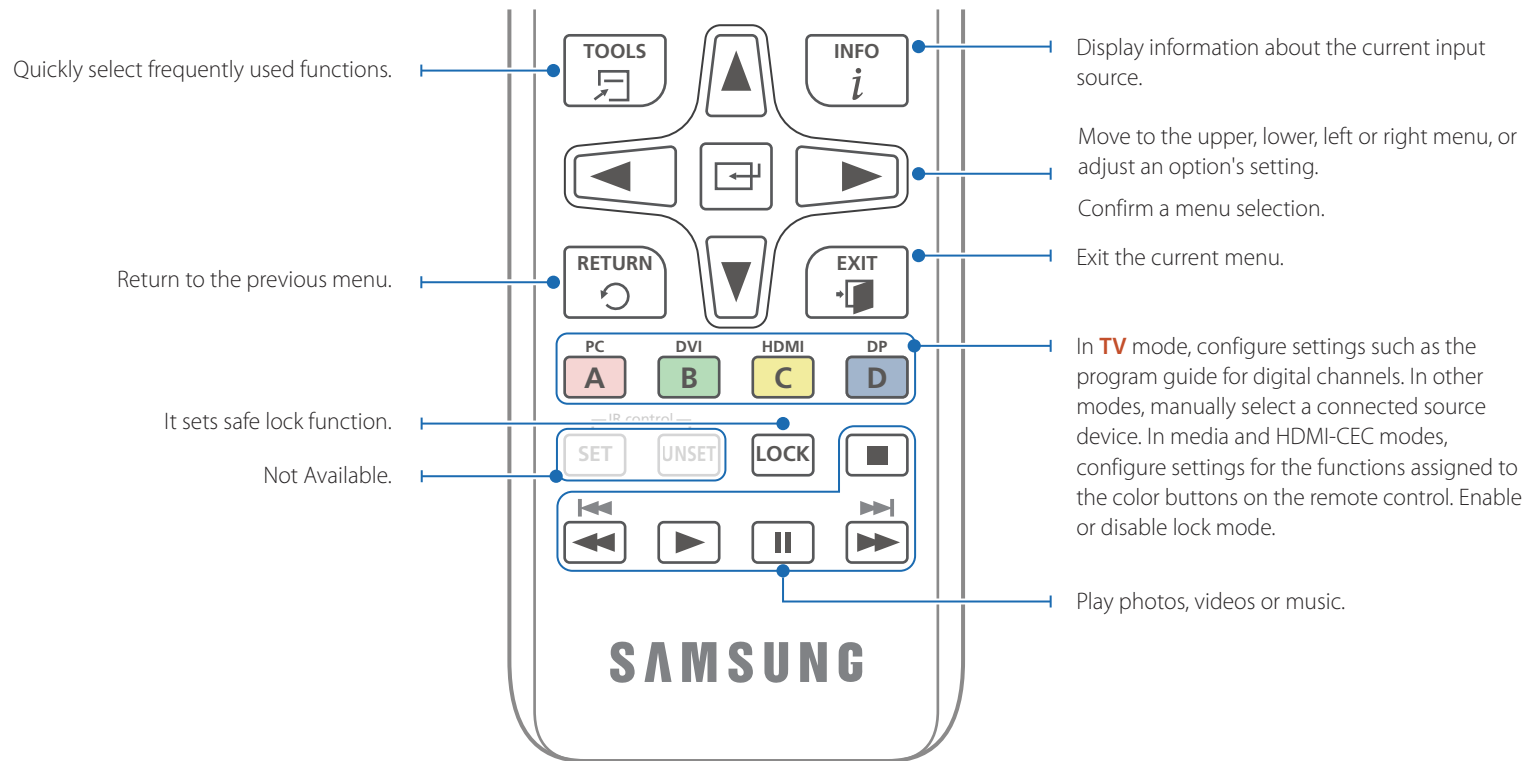 TOOLS
INFO
i
Quickly select frequently used functions.
Display information about the current input
source.
Move to the upper, lower, left or right menu, or
adjust an option's setting.
Confirm a menu selection.
RETURN
EXIT
Return to the previous menu.
Exit the current menu.
PC DVI HDMI DP
A B C D
In TV mode, configure settings such as the
program guide for digital channels. In other
modes, manually select a connected source
device. In media and HDMI-CEC modes,
configure settings for the functions assigned to
the color buttons on the remote control. Enable
or disable lock mode.
IR control
It sets safe lock function.
SET UNSET LOCK
Not Available.
Play photos, videos or music.
SAMSUNG